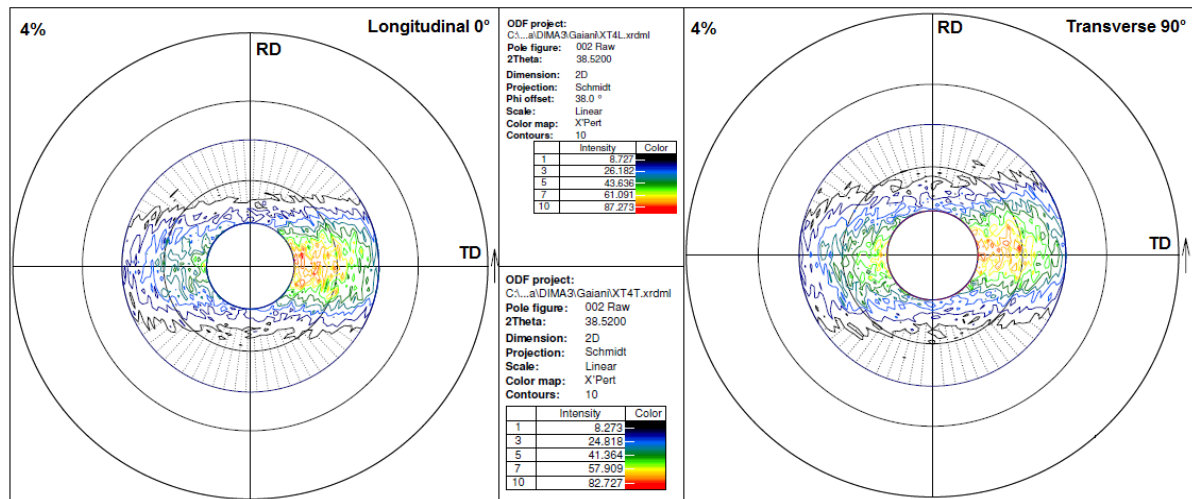 4%
Longitudinal 0°
RD
TD
ODF project:
C:\...a\DIMA3\Gaiani\XT4L.xrdml
Pole figure: 002 Raw
2Theta: 38.5200
Dimension: 2D
Projection: Schmidt
Phi offset: 38.0 °
Scale: Linear
Color map: X'Pert
Contours: 10
Intensity Color
1 8.727
3 26.182
5 43.636
7 61.091
10 87.273
ODF project:
C:\...a\DIMA3\Gaiani\XT4T.xrdml
Pole figure: 002 Raw
2Theta: 38.5200
Dimension: 2D
Projection: Schmidt
Scale: Linear
Color map: X'Pert
Contours: 10
Intensity Color
1 8.273
3 24.818
5 41.364
7 57.909
10 82.727
4%
Transverse 90°
RD
TD